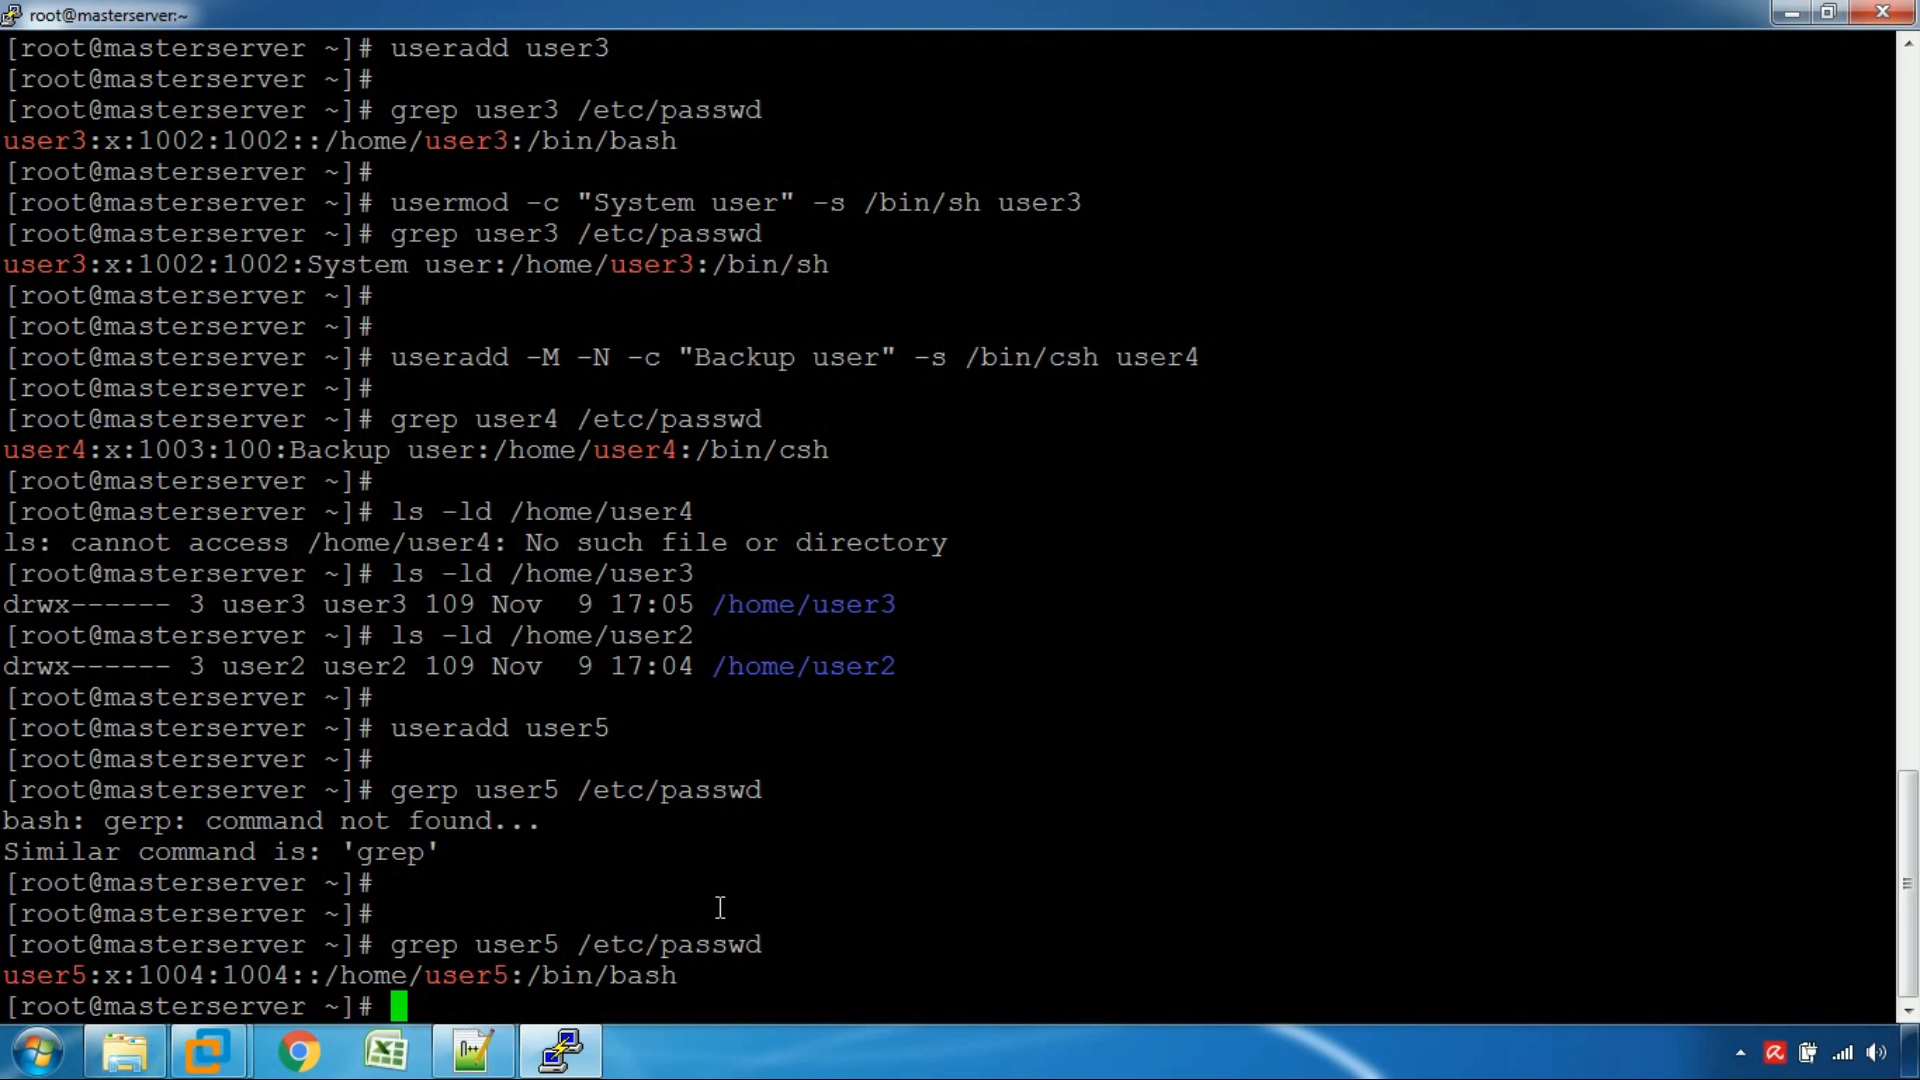 root@masterserver:~
[root@masterserver ~]# useradd user3
[root@masterserver ~]#
[root@masterserver ~]# grep user3 /etc/passwd
user3:x:1002:1002::/home/user3:/bin/bash
[root@masterserver ~]#
[root@masterserver ~]# usermod -c "System user" -s /bin/sh user3
[root@masterserver ~]# grep user3 /etc/passwd
user3:x:1002:1002:System user:/home/user3:/bin/sh
[root@masterserver ~]#
[root@masterserver ~]#
[root@masterserver ~]# useradd -M -N -c "Backup user" -s /bin/csh user4
[root@masterserver ~]#
[root@masterserver ~]# grep user4 /etc/passwd
user4:x:1003:100:Backup user:/home/user4:/bin/csh
[root@masterserver ~]#
[root@masterserver ~]# ls -ld /home/user4
ls: cannot access /home/user4: No such file or directory
[root@masterserver ~]# ls -ld /home/user3
drwx------ 3 user3 user3 109 Nov  9 17:05 /home/user3
[root@masterserver ~]# ls -ld /home/user2
drwx------ 3 user2 user2 109 Nov  9 17:04 /home/user2
[root@masterserver ~]#
[root@masterserver ~]# useradd user5
[root@masterserver ~]#
[root@masterserver ~]# gerp user5 /etc/passwd
bash: gerp: command not found...
Similar command is: 'grep'
[root@masterserver ~]#
[root@masterserver ~]#
[root@masterserver ~]# grep user5 /etc/passwd
user5:x:1004:1004::/home/user5:/bin/bash
[root@masterserver ~]#